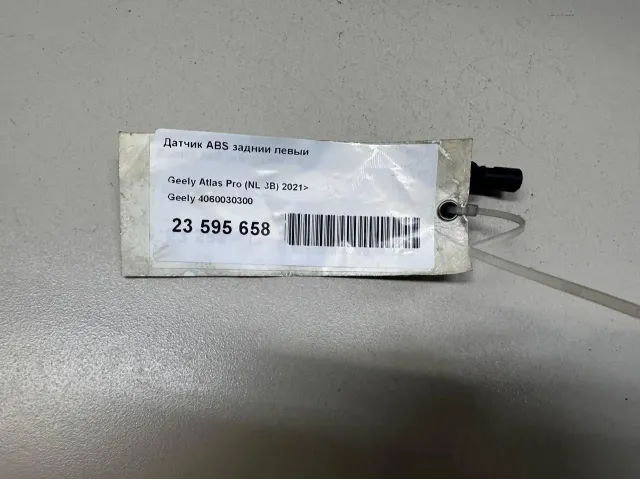 Датчик ABS задний левый
Geely Atlas Pro (NL 3B) 2021>
Geely 4060030300
23 595 658